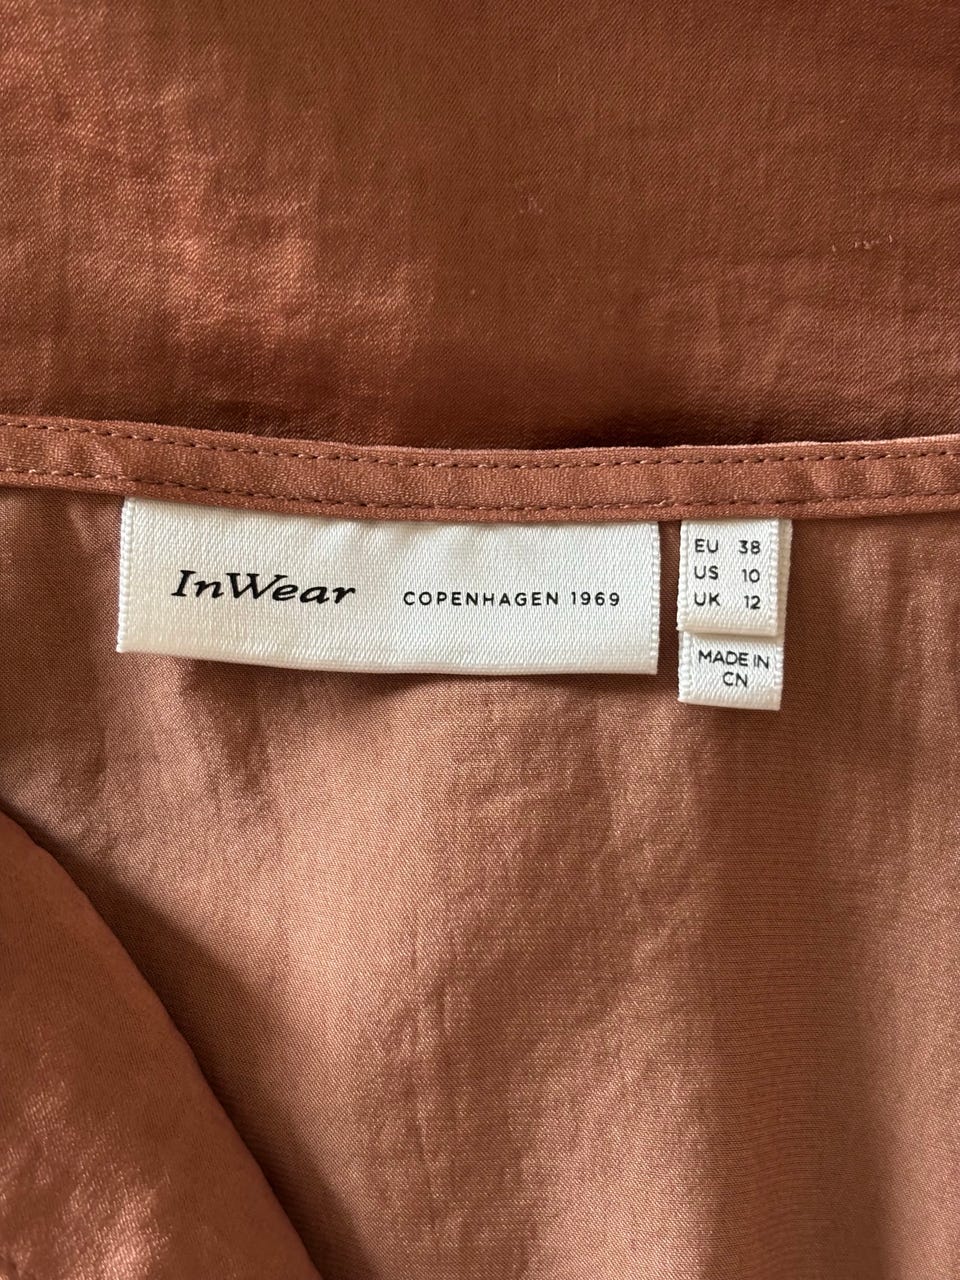 InWear COPENHAGEN 1969
EU 38
US 10
UK 12
MADE IN
CN